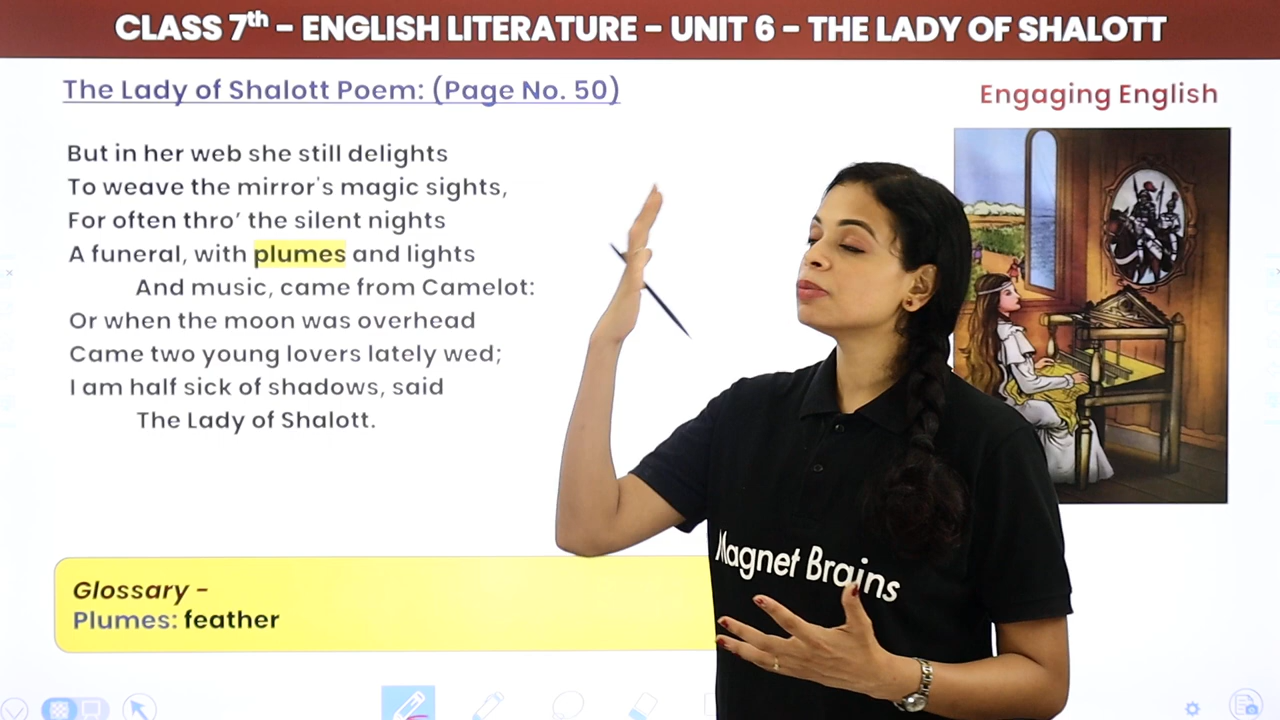 CLASS 7th - ENGLISH LITERATURE - UNIT 6 - THE LADY OF SHALOTT
The Lady of Shalott Poem: (Page No. 50)
Engaging English
But in her web she still delights
To weave the mirror's magic sights,
For often thro' the silent nights
A funeral, with plumes and lights
And music, came from Camelot:
Or when the moon was overhead
Came two young lovers lately wed;
I am half sick of shadows, said
The Lady of Shalott.
Magnet Brains
Glossary -
Plumes: feather